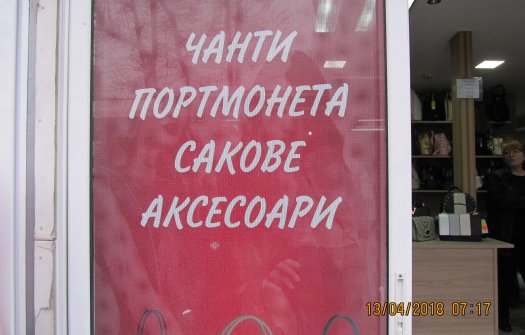 ЧАНТИ
ПОРТМОНЕТА
САКОВЕ
АКСЕСОАРИ
13/04/2018 07:17